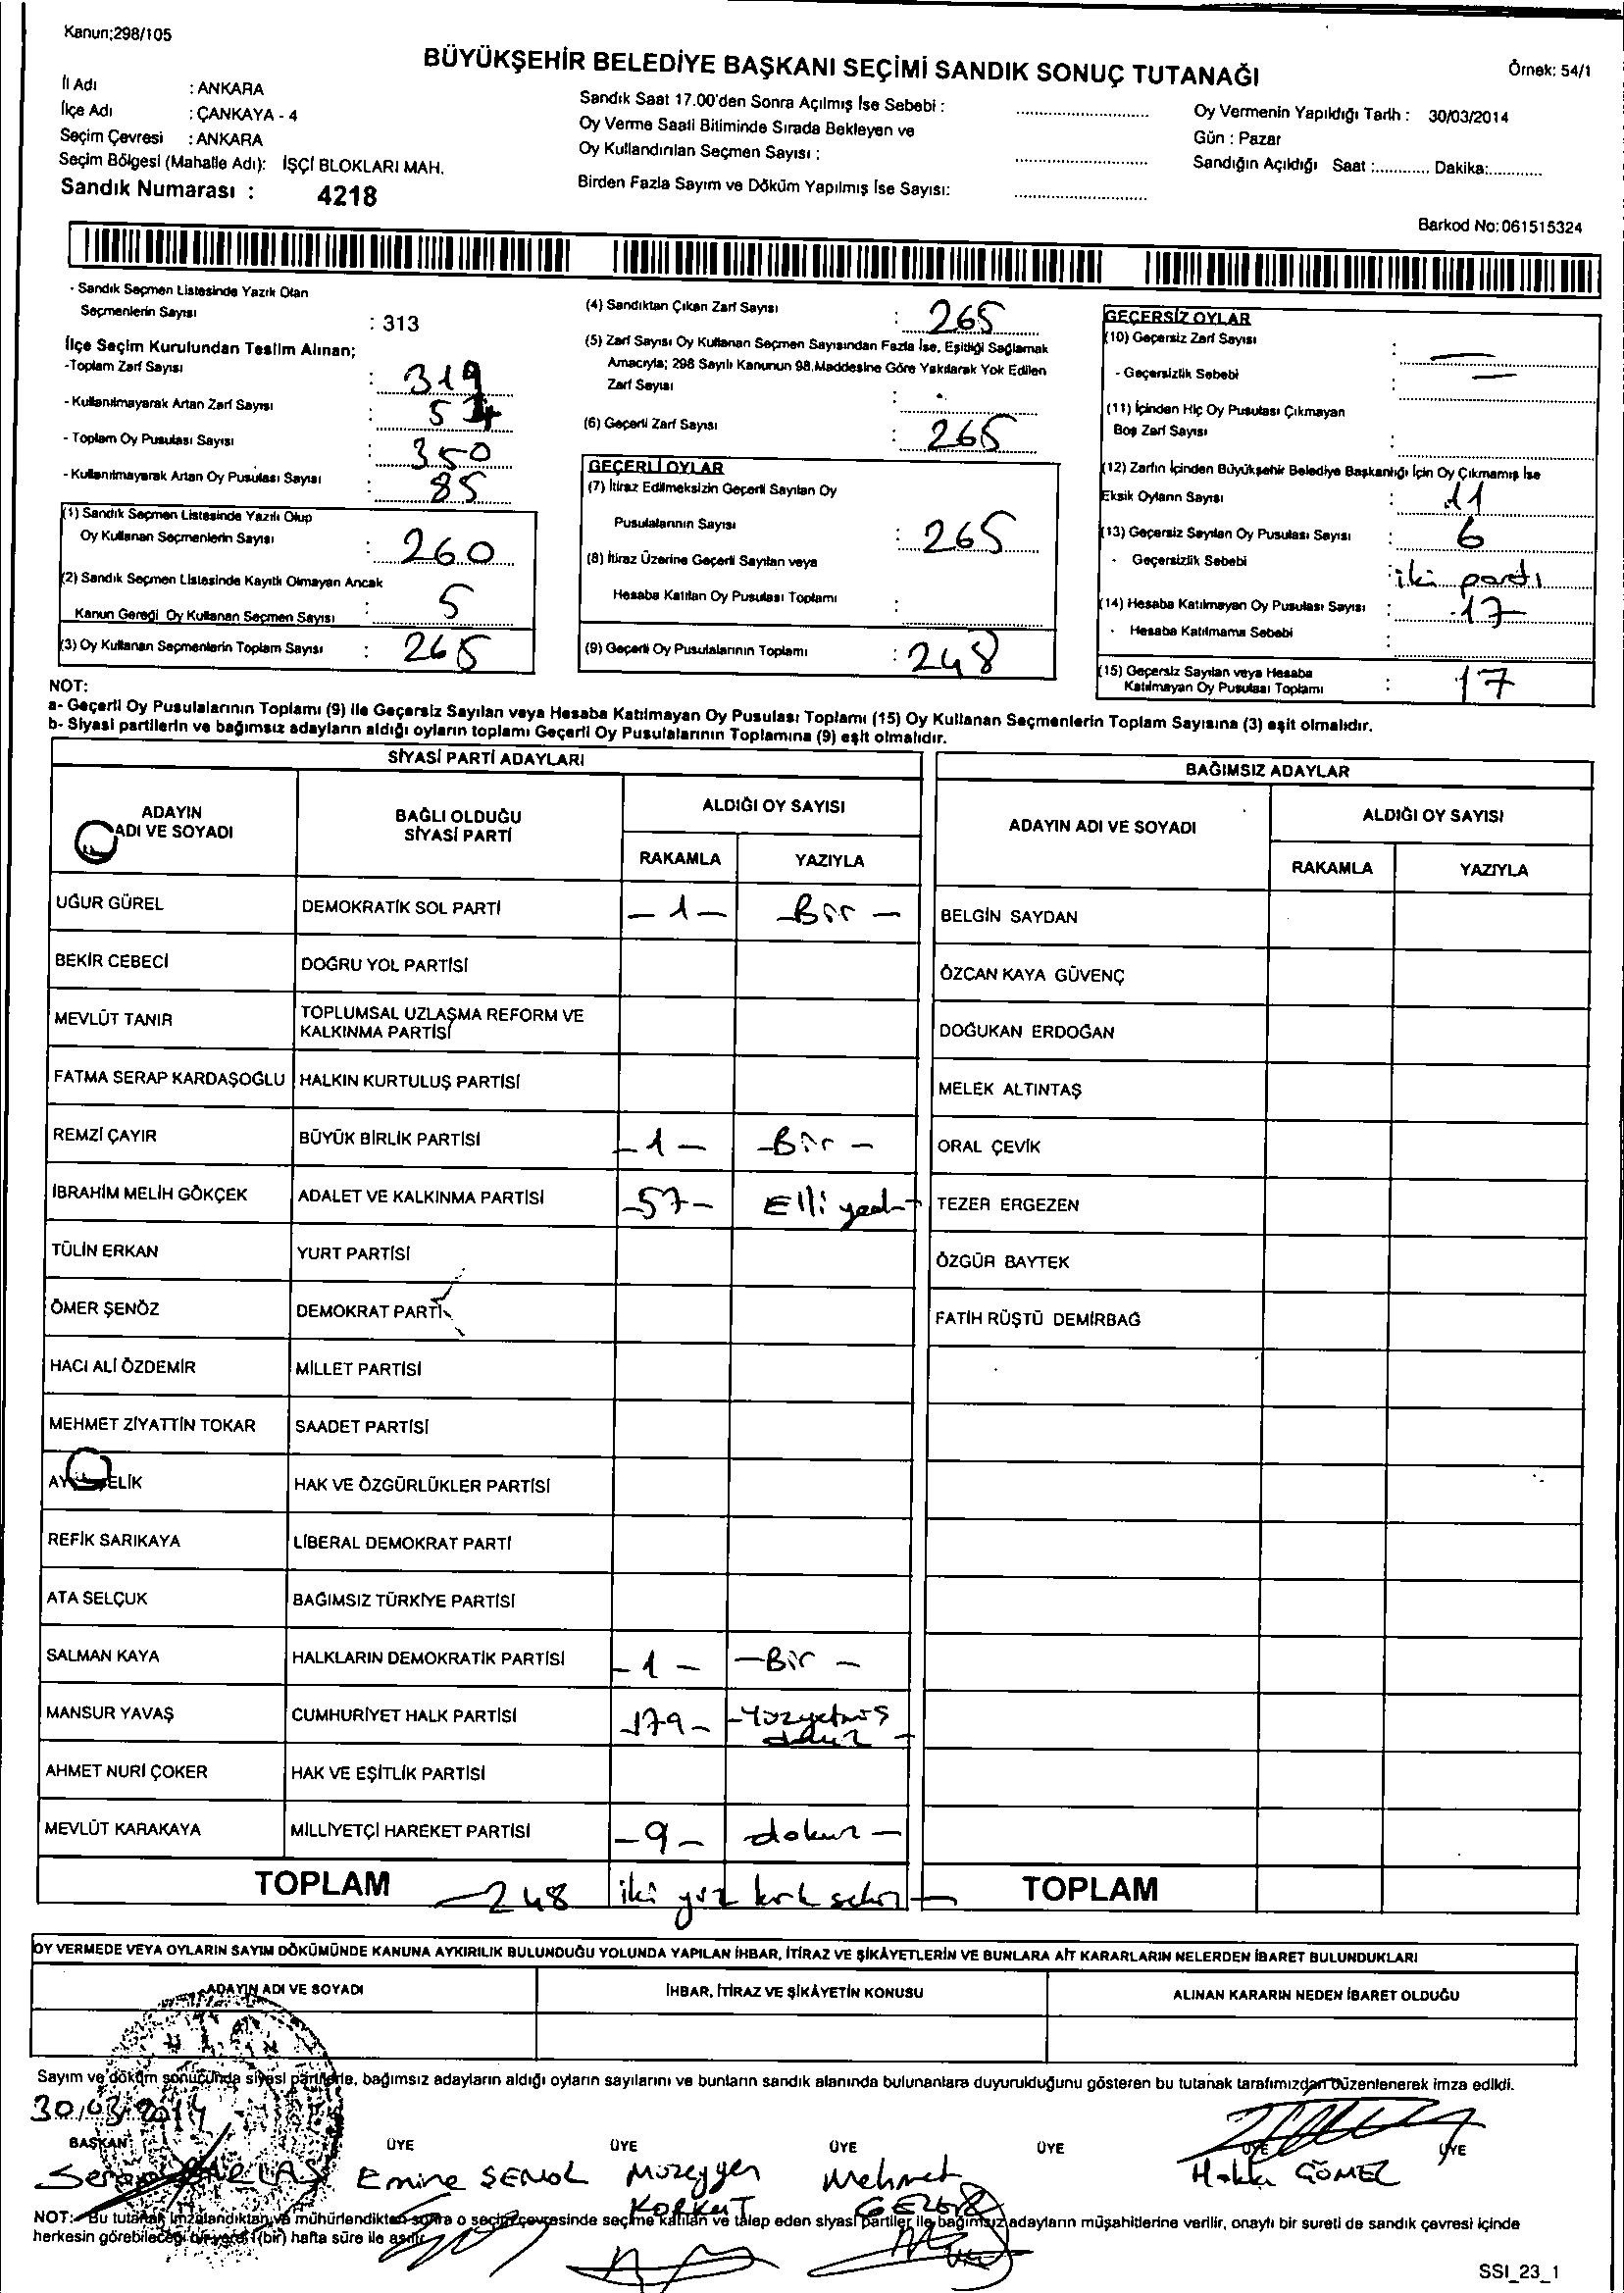 Kanun;298/105
BÜYÜKŞEHİR BELEDİYE BAŞKANI SEÇİMİ SANDIK SONUÇ TUTANAĞI
Örnek: 54/1
İl Adı : ANKARA
İlçe Adı : ÇANKAYA - 4
Seçim Çevresi : ANKARA
Seçim Bölgesi (Mahalle Adı): İŞÇİ BLOKLARI MAH.
Sandık Numarası : 4218
Sandık Saat 17.00'den Sonra Açılmış İse Sebebi :
Oy Verme Saati Bitiminde Sırada Bekleyen ve
Oy Kullandırılan Seçmen Sayısı :
Birden Fazla Sayım ve Döküm Yapılmış İse Sayısı:
Oy Vermenin Yapıldığı Tarih : 30/03/2014
Gün : Pazar
Sandığın Açıldığı Saat :............. Dakika:............
Barkod No:061515324
- Sandık Seçmen Listesinde Yazılı Olan
Seçmenlerin Sayısı : 313
İlçe Seçim Kurulundan Teslim Alınan;
-Toplam Zarf Sayısı : 319
- Kullanılmayarak Artan Zarf Sayısı : 54
- Toplam Oy Pusulası Sayısı : 350
- Kullanılmayarak Artan Oy Pusulası Sayısı : 85
(1) Sandık Seçmen Listesinde Yazılı Olup
Oy Kullanan Seçmenlerin Sayısı : 260
(2) Sandık Seçmen Listesinde Kayıtlı Olmayan Ancak
Kanun Gereği Oy Kullanan Seçmen Sayısı : 5
(3) Oy Kullanan Seçmenlerin Toplam Sayısı : 265
(4) Sandıktan Çıkan Zarf Sayısı : 265
(5) Zarf Sayısı Oy Kullanan Seçmen Sayısından Fazla İse, Eşitliği Sağlamak
Amacıyla; 298 Sayılı Kanunun 98.Maddesine Göre Yakılarak Yok Edilen
Zarf Sayısı :
(6) Geçerli Zarf Sayısı : 265
GEÇERLİ OYLAR
(7) İtiraz Edilmeksizin Geçerli Sayılan Oy
Pusulalarının Sayısı : 265
(8) İtiraz Üzerine Geçerli Sayılan veya
Hesaba Katılan Oy Pusulası Toplamı :
(9) Geçerli Oy Pusulalarının Toplamı : 248
GEÇERSİZ OYLAR
(10) Geçersiz Zarf Sayısı : —
- Geçersizlik Sebebi : —
(11) İçinden Hiç Oy Pusulası Çıkmayan
Boş Zarf Sayısı :
(12) Zarfın İçinden Büyükşehir Belediye Başkanlığı İçin Oy Çıkmamış İse
Eksik Oyların Sayısı : 11
(13) Geçersiz Sayılan Oy Pusulası Sayısı : 6
- Geçersizlik Sebebi : iki parti
(14) Hesaba Katılmayan Oy Pusulası Sayısı : 17
- Hesaba Katılmama Sebebi :
(15) Geçersiz Sayılan veya Hesaba
Katılmayan Oy Pusulası Toplamı : 17
NOT:
a- Geçerli Oy Pusulalarının Toplamı (9) ile Geçersiz Sayılan veya Hesaba Katılmayan Oy Pusulası Toplamı (15) Oy Kullanan Seçmenlerin Toplam Sayısına (3) eşit olmalıdır.
b- Siyasi partilerin ve bağımsız adayların aldığı oyların toplamı Geçerli Oy Pusulalarının Toplamına (9) eşit olmalıdır.
SİYASİ PARTİ ADAYLARI
ADAYIN ADI VE SOYADI BAĞLI OLDUĞU SİYASİ PARTİ ALDIĞI OY SAYISI
RAKAMLA YAZIYLA
UĞUR GÜREL DEMOKRATİK SOL PARTİ -1- -Bir-
BEKİR CEBECİ DOĞRU YOL PARTİSİ
MEVLÜT TANIR TOPLUMSAL UZLAŞMA REFORM VE KALKINMA PARTİSİ
FATMA SERAP KARDAŞOĞLU HALKIN KURTULUŞ PARTİSİ
REMZİ ÇAYIR BÜYÜK BİRLİK PARTİSİ -1- -Bir-
İBRAHİM MELİH GÖKÇEK ADALET VE KALKINMA PARTİSİ -57- Elli yedi-
TÜLİN ERKAN YURT PARTİSİ
ÖMER ŞENÖZ DEMOKRAT PARTİ
HACI ALİ ÖZDEMİR MİLLET PARTİSİ
MEHMET ZİYATTİN TOKAR SAADET PARTİSİ
ELİK HAK VE ÖZGÜRLÜKLER PARTİSİ
REFİK SARIKAYA LİBERAL DEMOKRAT PARTİ
ATA SELÇUK BAĞIMSIZ TÜRKİYE PARTİSİ
SALMAN KAYA HALKLARIN DEMOKRATİK PARTİSİ -1- -Bir-
MANSUR YAVAŞ CUMHURİYET HALK PARTİSİ 179- -Yüzyetmiş dokuz-
AHMET NURİ ÇOKER HAK VE EŞİTLİK PARTİSİ
MEVLÜT KARAKAYA MİLLİYETÇİ HAREKET PARTİSİ -9- dokuz-
TOPLAM -248 iki yüz kırk sekiz-
BAĞIMSIZ ADAYLAR
ADAYIN ADI VE SOYADI ALDIĞI OY SAYISI
RAKAMLA YAZIYLA
BELGİN SAYDAN
ÖZCAN KAYA GÜVENÇ
DOĞUKAN ERDOĞAN
MELEK ALTINTAŞ
ORAL ÇEVİK
TEZER ERGEZEN
ÖZGÜR BAYTEK
FATİH RÜŞTÜ DEMİRBAĞ
TOPLAM
OY VERMEDE VEYA OYLARIN SAYIM DÖKÜMÜNDE KANUNA AYKIRILIK BULUNDUĞU YOLUNDA YAPILAN İHBAR, İTİRAZ VE ŞİKÂYETLERİN VE BUNLARA AİT KARARLARIN NELERDEN İBARET BULUNDUKLARI
ADAYIN ADI VE SOYADI İHBAR, İTİRAZ VE ŞİKÂYETİN KONUSU ALINAN KARARIN NEDEN İBARET OLDUĞU
Sayım ve döküm sonucunda siyasi partilerle, bağımsız adayların aldığı oyların sayılarını ve bunların sandık alanında bulunanlara duyurulduğunu gösteren bu tutanak tarafımızdan düzenlenerek imza edildi.
30/03/2014
BAŞKAN ÜYE ÜYE ÜYE ÜYE ÜYE ÜYE
Emine ŞENOL Müzeyyen KORKUT Mehmet Hakkı GÖMEÇ
NOT: Bu tutanak imzalandıktan ve mühürlendikten sonra o seçim çevresinde seçime katılan ve talep eden siyasi partiler ile bağımsız adayların müşahitlerine verilir, onaylı bir sureti de sandık çevresi içinde
herkesin görebileceği bir yere 1 (bir) hafta süre ile asılır.
SSI_23_1